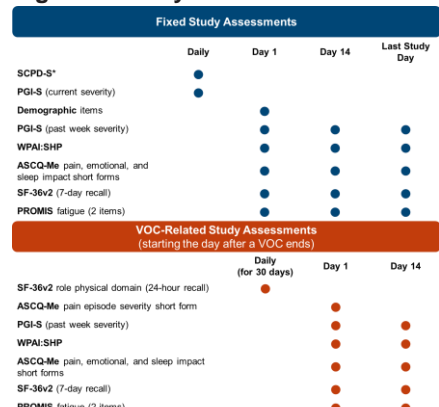 Fixed Study Assessments
Daily Day 1 Day 14 Last Study Day
SCPD-S*
PGI-S (current severity)
Demographic items
PGI-S (past week severity)
WPAI:SHP
ASCQ-Me pain, emotional, and
sleep impact short forms
SF-36v2 (7-day recall)
PROMIS fatigue (2 items)
VOC-Related Study Assessments
(starting the day after a VOC ends)
Daily (for 30 days) Day 1 Day 14
SF-36v2 role physical domain (24-hour recall)
ASCQ-Me pain episode severity short form
PGI-S (past week severity)
WPAI:SHP
ASCQ-Me pain, emotional, and sleep impact
short forms
SF-36v2 (7-day recall)
PROMIS fatigue (2 items)